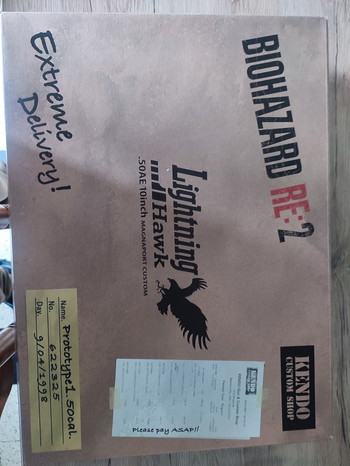 Extreme
Delivery!
BIOHAZARD RE:2
Lightning
Hawk
.50AE 10inch MAGNAPORT CUSTOM
KENDO
CUSTOM SHOP
Name. Prototype1.50cal.
No. 622325
Day. 9/04/1998
Please pay ASAP!!